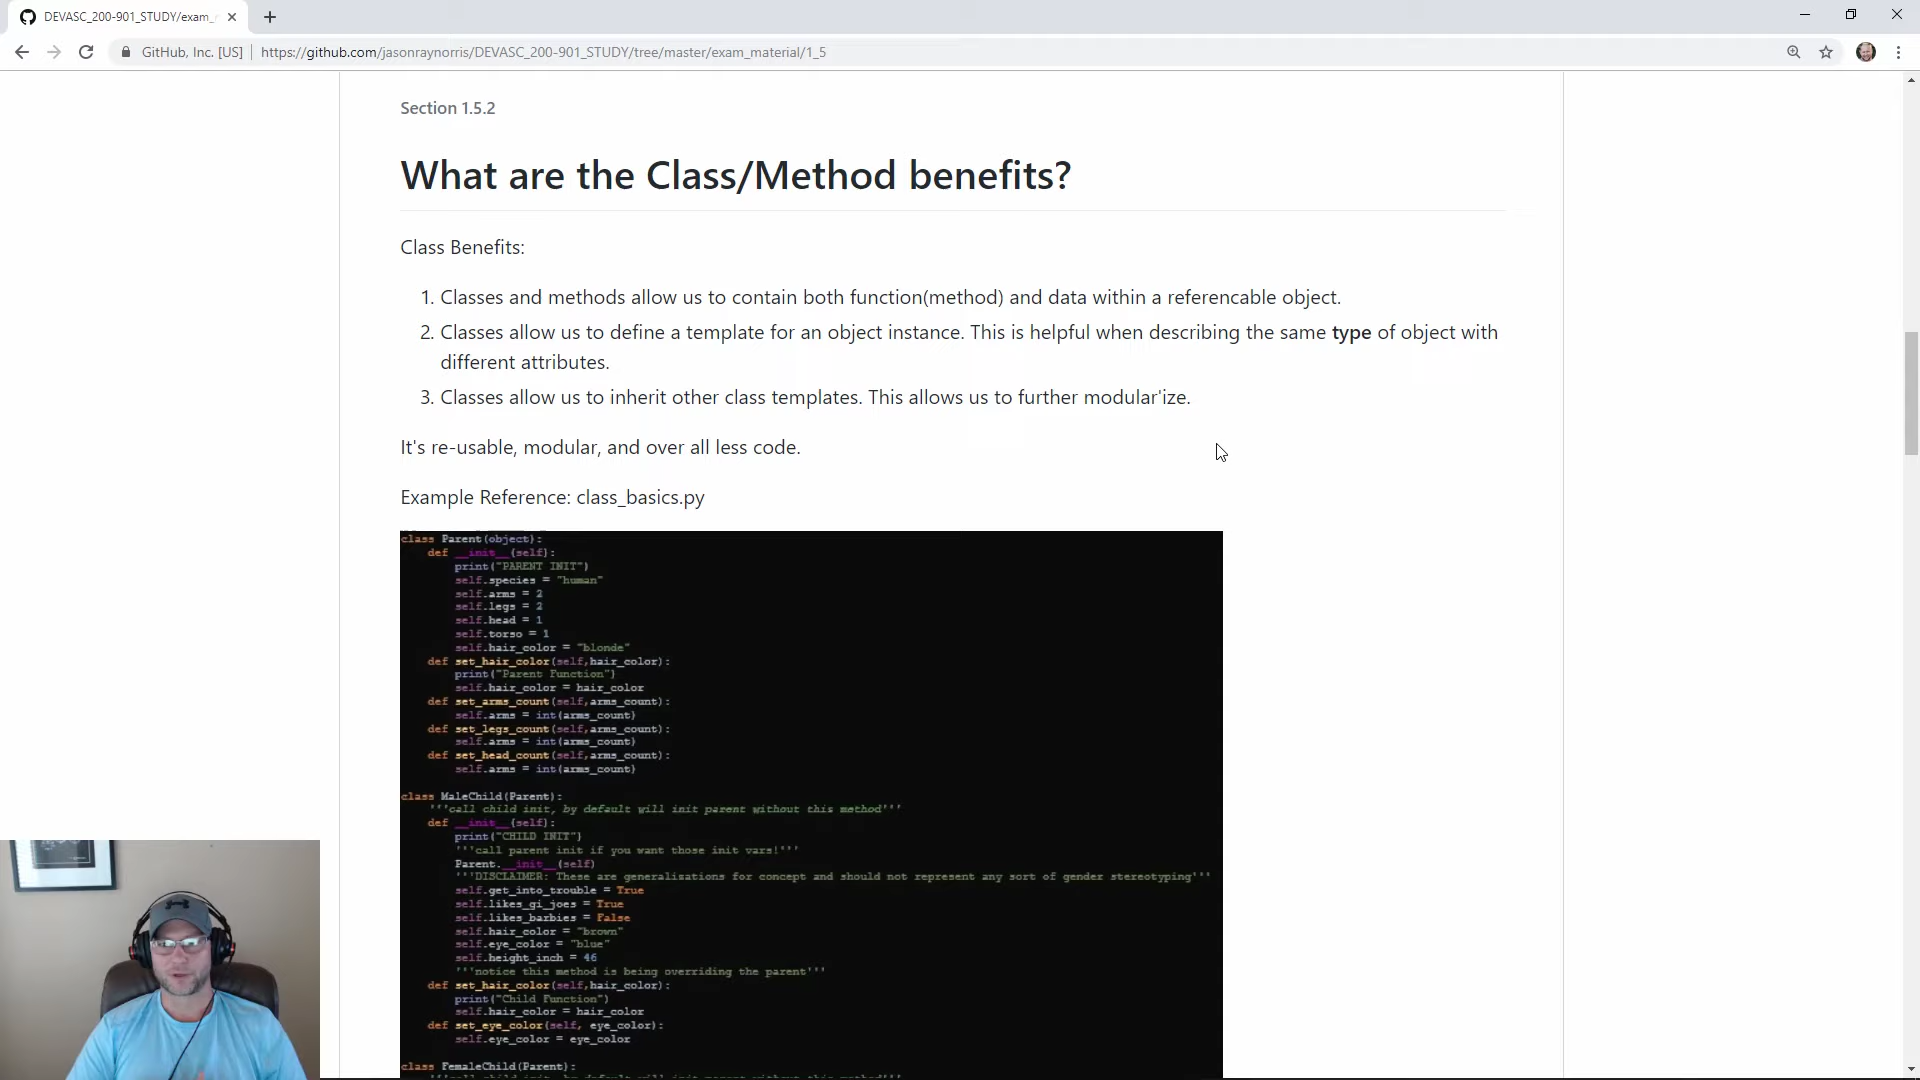 DEVASC_200-901_STUDY/exam_
GitHub, Inc. [US]
https://github.com/jasonraynorris/DEVASC_200-901_STUDY/tree/master/exam_material/1_5
Section 1.5.2
What are the Class/Method benefits?
Class Benefits:
1. Classes and methods allow us to contain both function(method) and data within a referencable object.
2. Classes allow us to define a template for an object instance. This is helpful when describing the same type of object with
different attributes.
3. Classes allow us to inherit other class templates. This allows us to further modular'ize.
It's re-usable, modular, and over all less code.
Example Reference: class_basics.py
class Parent(object):
def __init__(self):
print("PARENT INIT")
self.species = "human"
self.arms = 2
self.legs = 2
self.head = 1
self.torso = 1
self.hair_color = "blonde"
def set_hair_color(self,hair_color):
print("Parent Function")
self.hair_color = hair_color
def set_arms_count(self,arms_count):
self.arms = int(arms_count)
def set_legs_count(self,arms_count):
self.arms = int(arms_count)
def set_head_count(self,arms_count):
self.arms = int(arms_count)
class MaleChild(Parent):
'''call child init, by default will init parent without this method'''
def __init__(self):
print("CHILD INIT")
'''call parent init if you want those init vars!'''
Parent.__init__(self)
'''DISCLAIMER: These are generalisations for concept and should not represent any sort of gender stereotyping'''
self.get_into_trouble = True
self.likes_gi_joes = True
self.likes_barbies = False
self.hair_color = "brown"
self.eye_color = "blue"
self.height_inch = 46
'''notice this method is being overriding the parent'''
def set_hair_color(self,hair_color):
print("Child Function")
self.hair_color = hair_color
def set_eye_color(self, eye_color):
self.eye_color = eye_color
class FemaleChild(Parent):